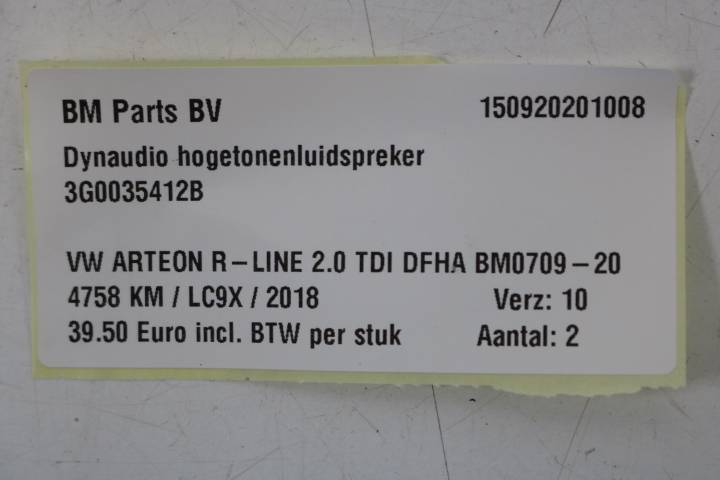 BM Parts BV 150920201008
Dynaudio hogetonenluidspreker
3G0035412B
VW ARTEON R-LINE 2.0 TDI DFHA BM0709-20
4758 KM / LC9X / 2018 Verz: 10
39.50 Euro incl. BTW per stuk Aantal: 2